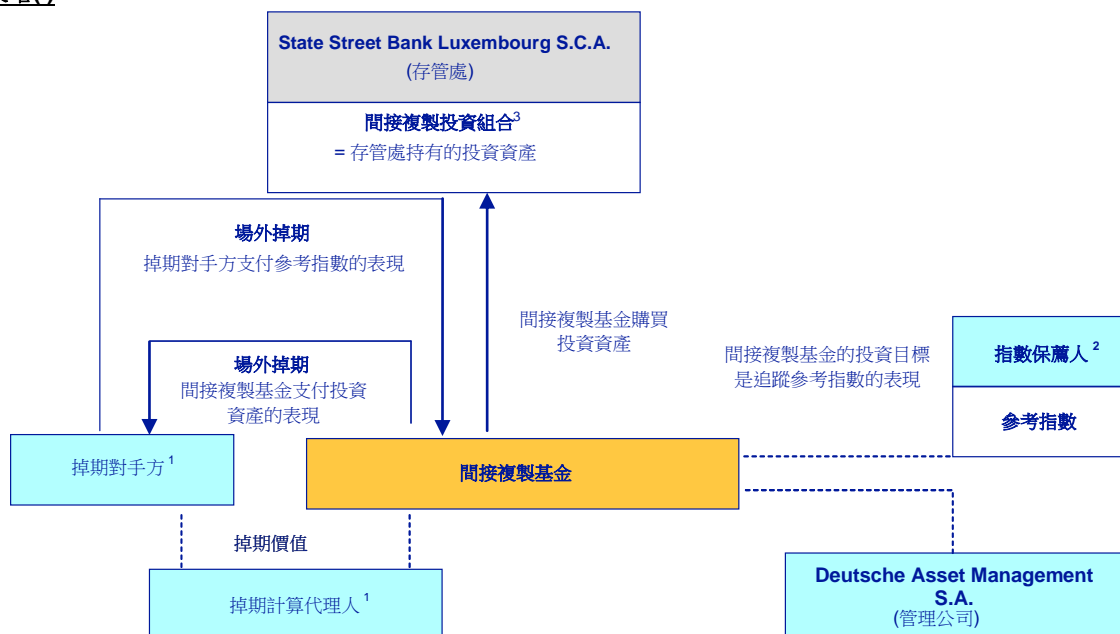 State Street Bank Luxembourg S.C.A.
(存管處)
間接複製投資組合³
= 存管處持有的投資資產
場外掉期
掉期對手方支付參考指數的表現
間接複製基金購買
投資資產
場外掉期
間接複製基金支付投資
資產的表現
間接複製基金的投資目標
是追蹤參考指數的表現
指數保薦人 ²
參考指數
掉期對手方 ¹
間接複製基金
掉期價值
掉期計算代理人 ¹
Deutsche Asset Management
S.A.
(管理公司)